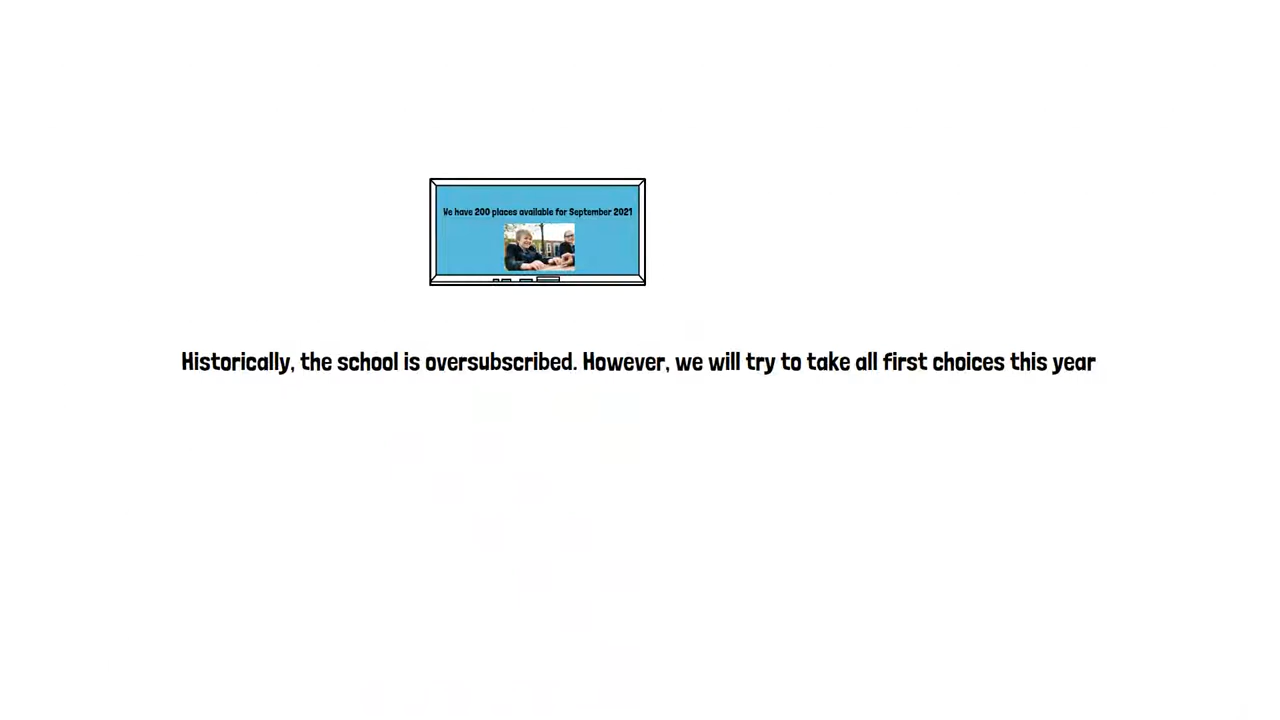 We have 200 places available for September 2021
Historically, the school is oversubscribed. However, we will try to take all first choices this year